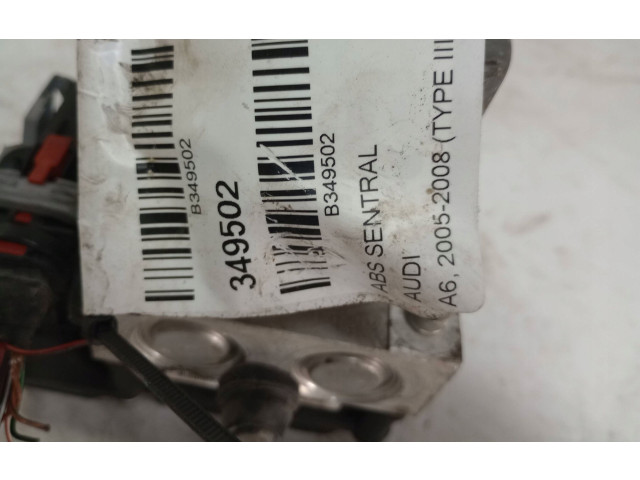 B349502
349502
B349502
ABS SENTRAL
AUDI
A6, 2005-2008 (TYPE III